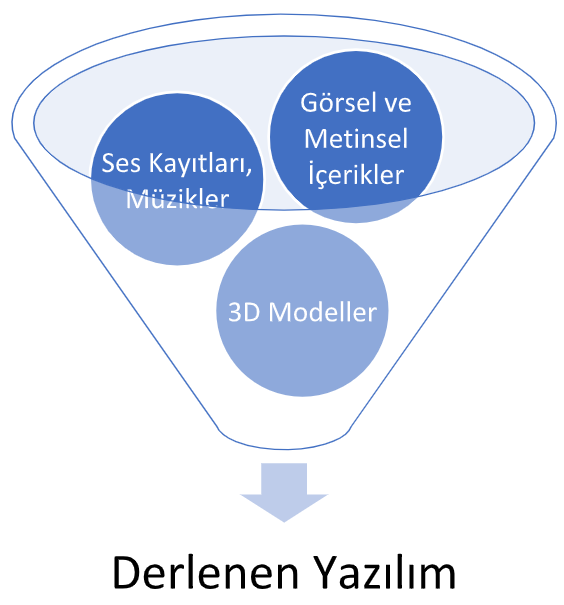 Görsel ve
Metinsel
İçerikler
Ses Kayıtları,
Müzikler
3D Modeller
Derlenen Yazılım